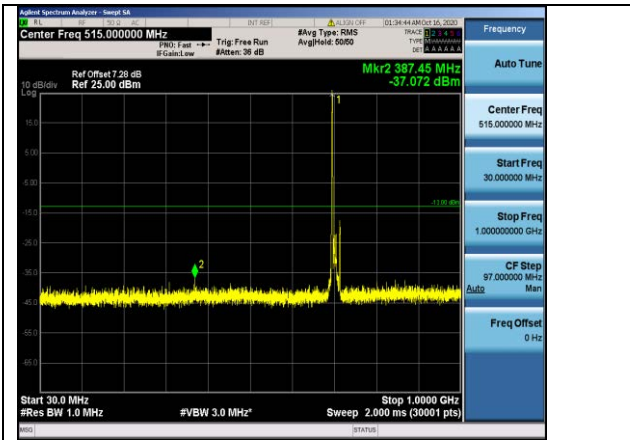 Agilent Spectrum Analyzer - Swept SA
RL RF 50 Ω AC INT REF ALIGN OFF 01:34:44 AM Oct 16, 2020
Center Freq 515.000000 MHz
PNO: Fast
IFGain:Low
Trig: Free Run
#Atten: 36 dB
#Avg Type: RMS
Avg|Hold: 50/50
TRACE 1 2 3 4 5 6
TYPE
DET A A A A A A
Frequency
Mkr2 387.45 MHz
-37.072 dBm
Ref Offset 7.28 dB
10 dB/div Ref 25.00 dBm
Log
1
15.0
5.00
-5.00
-13.00 dBm
-15.0
-25.0
2
-35.0
-45.0
-55.0
-65.0
Start 30.0 MHz
Stop 1.0000 GHz
#Res BW 1.0 MHz
#VBW 3.0 MHz*
Sweep 2.000 ms (30001 pts)
MSG
STATUS
Auto Tune
Center Freq
515.000000 MHz
Start Freq
30.000000 MHz
Stop Freq
1.000000000 GHz
CF Step
97.000000 MHz
Auto Man
Freq Offset
0 Hz